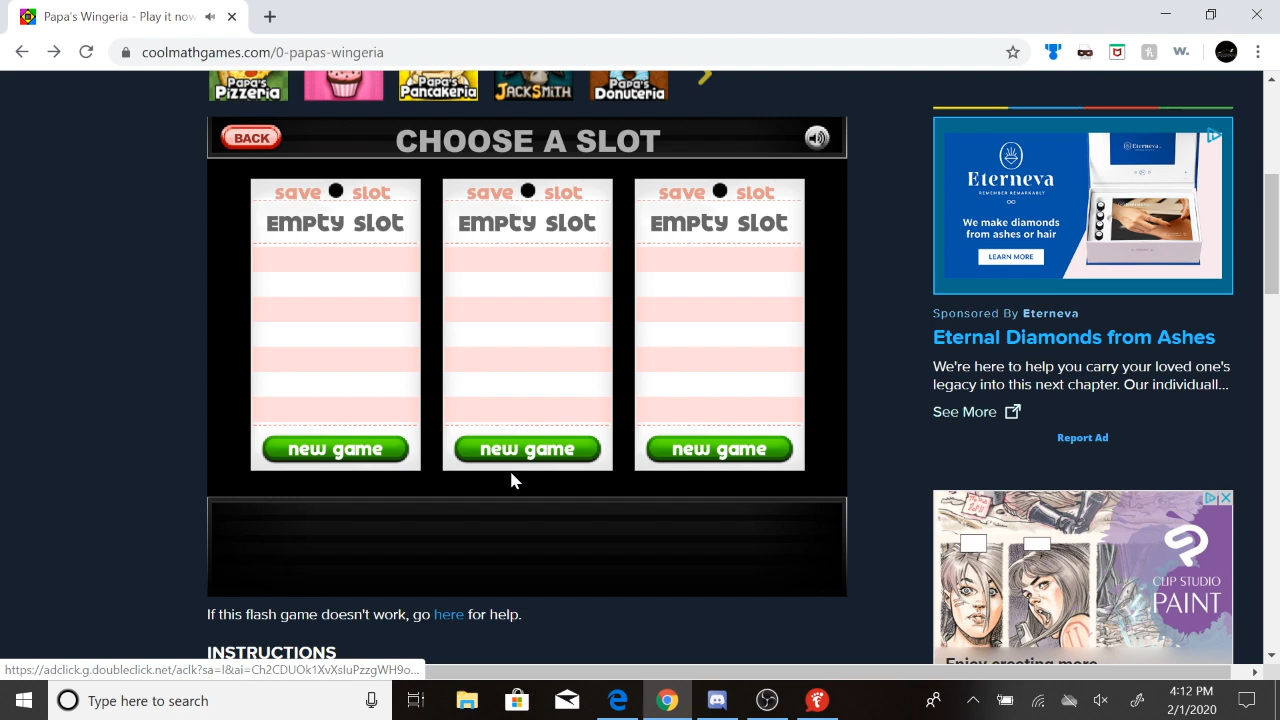 Papa's Wingeria - Play it now
coolmathgames.com/0-papas-wingeria
Papa's Pizzeria
Papa's Pancakeria
JACKSMITH
Papa's Donuteria
BACK
CHOOSE A SLOT
save slot
save slot
save slot
Empty Slot
Empty Slot
Empty Slot
new game
new game
new game
If this flash game doesn't work, go here for help.
INSTRUCTIONS
Eterneva
REMEMBER REMARKABLY
We make diamonds
from ashes or hair
LEARN MORE
Sponsored By Eterneva
Eternal Diamonds from Ashes
We're here to help you carry your loved one's
legacy into this next chapter. Our individuall...
See More
Report Ad
CLIP STUDIO
PAINT
Enjoy creating more
https://adclick.g.doubleclick.net/aclk?sa=l&ai=Ch2CDUOk1XvXsIuPzzgWH9o...
Type here to search
4:12 PM
2/1/2020